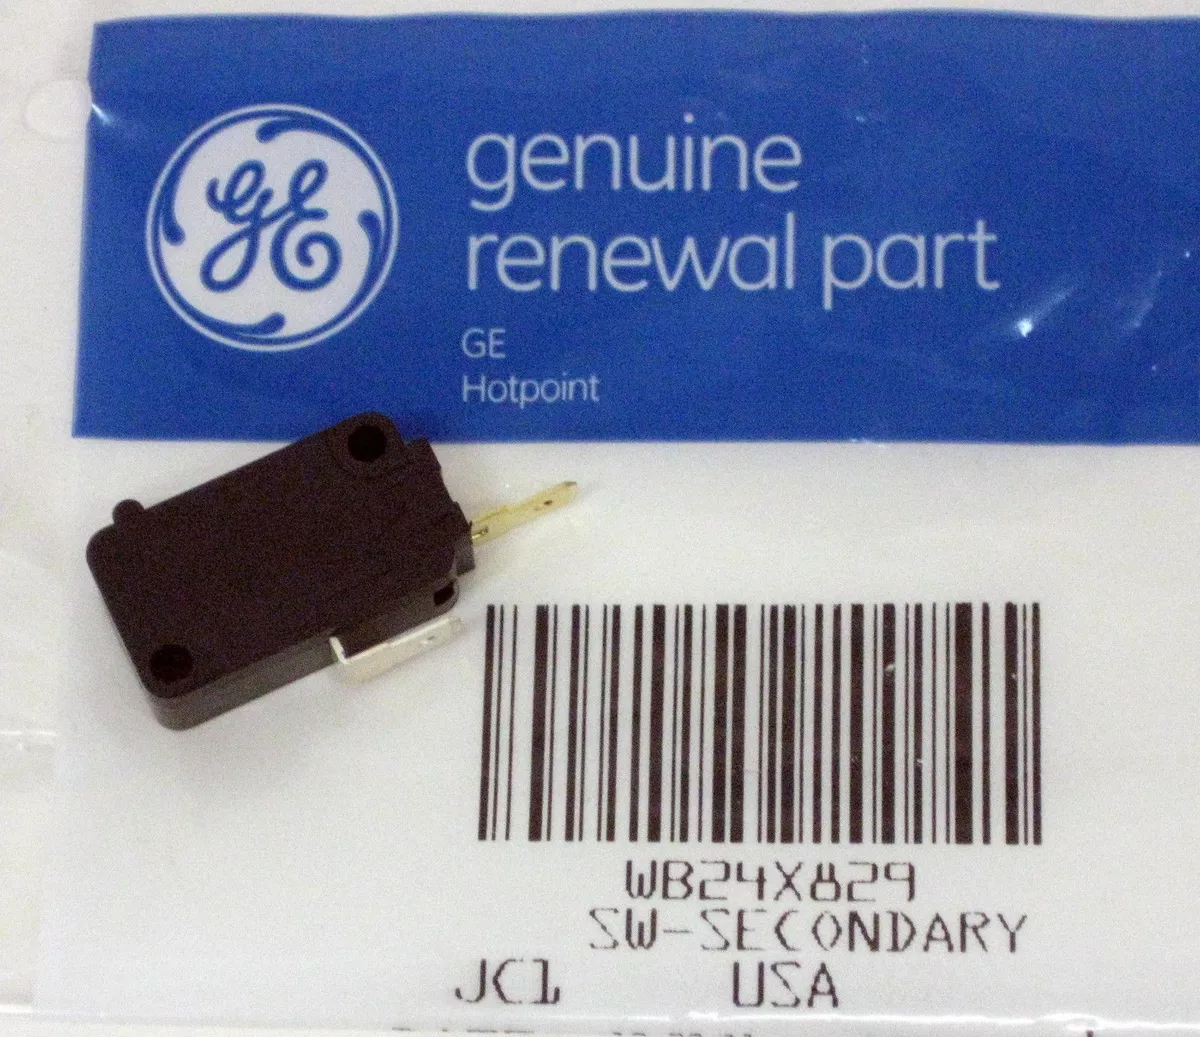 GE
genuine
renewal part
GE
Hotpoint
WB24X829
SW-SECONDARY
JC1 USA